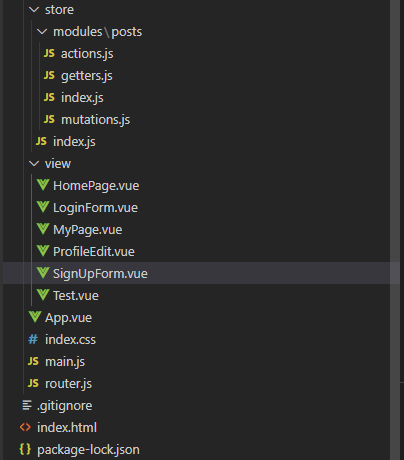 store
modules\posts
JS actions.js
JS getters.js
JS index.js
JS mutations.js
JS index.js
view
HomePage.vue
LoginForm.vue
MyPage.vue
ProfileEdit.vue
SignUpForm.vue
Test.vue
App.vue
# index.css
JS main.js
JS router.js
.gitignore
<> index.html
{} package-lock.json